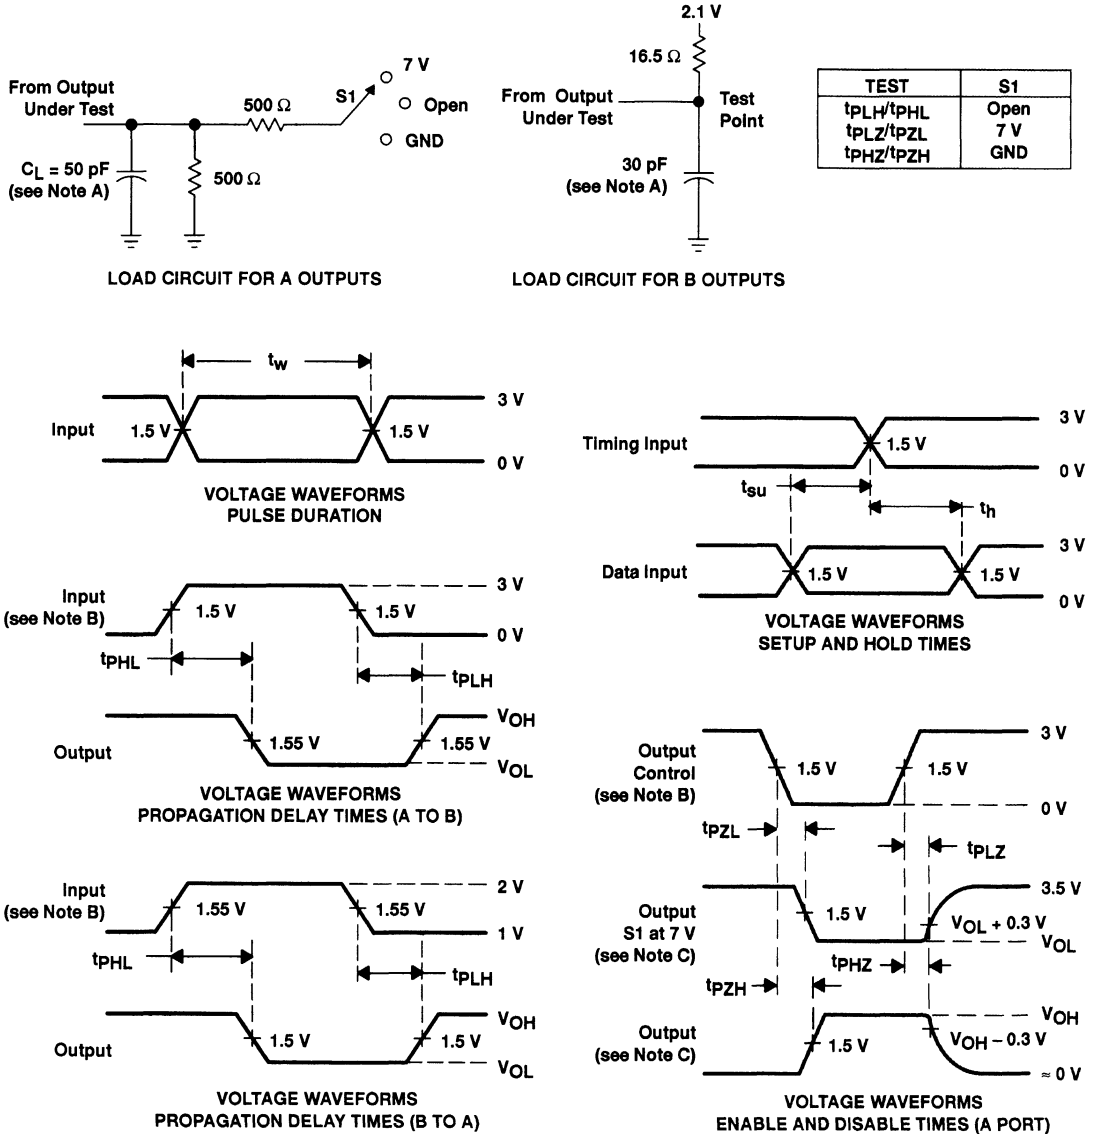 From Output
Under Test
CL = 50 pF
(see Note A)
500 Ω
500 Ω
S1
7 V
Open
GND
LOAD CIRCUIT FOR A OUTPUTS
2.1 V
16.5 Ω
From Output
Under Test
Test
Point
30 pF
(see Note A)
LOAD CIRCUIT FOR B OUTPUTS
TEST S1
tPLH/tPHL Open
tPLZ/tPZL 7 V
tPHZ/tPZH GND
tw
Input
1.5 V
1.5 V
3 V
0 V
VOLTAGE WAVEFORMS
PULSE DURATION
Timing Input
1.5 V
3 V
0 V
tsu
th
Data Input
1.5 V
1.5 V
3 V
0 V
VOLTAGE WAVEFORMS
SETUP AND HOLD TIMES
Input
(see Note B)
1.5 V
1.5 V
3 V
0 V
tPHL
tPLH
Output
1.55 V
1.55 V
VOH
VOL
VOLTAGE WAVEFORMS
PROPAGATION DELAY TIMES (A TO B)
Input
(see Note B)
1.55 V
1.55 V
2 V
1 V
tPHL
tPLH
Output
1.5 V
1.5 V
VOH
VOL
VOLTAGE WAVEFORMS
PROPAGATION DELAY TIMES (B TO A)
Output
Control
(see Note B)
1.5 V
1.5 V
3 V
0 V
tPZL
tPLZ
Output
S1 at 7 V
(see Note C)
1.5 V
3.5 V
VOL + 0.3 V
VOL
tPHZ
tPZH
Output
(see Note C)
1.5 V
VOH
VOH – 0.3 V
≈ 0 V
VOLTAGE WAVEFORMS
ENABLE AND DISABLE TIMES (A PORT)